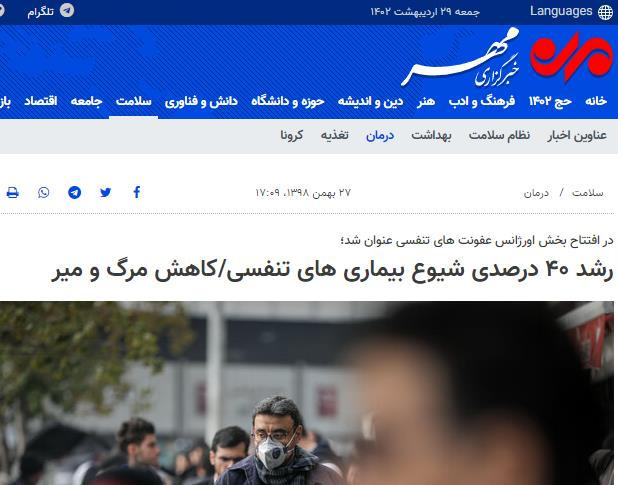 Languages جمعه ۲۹ اردیبهشت ۱۴۰۲ تلگرام
خبرگزاری مهر
خانه حج ۱۴۰۲ فرهنگ و ادب هنر دین و اندیشه حوزه و دانشگاه دانش و فناوری سلامت جامعه اقتصاد باز
عناوین اخبار نظام سلامت بهداشت درمان تغذیه کرونا
سلامت / درمان ۲۷ بهمن ۱۳۹۸، ۱۷:۰۹
در افتتاح بخش اورژانس عفونت های تنفسی عنوان شد؛
رشد ۴۰ درصدی شیوع بیماری های تنفسی/کاهش مرگ و میر